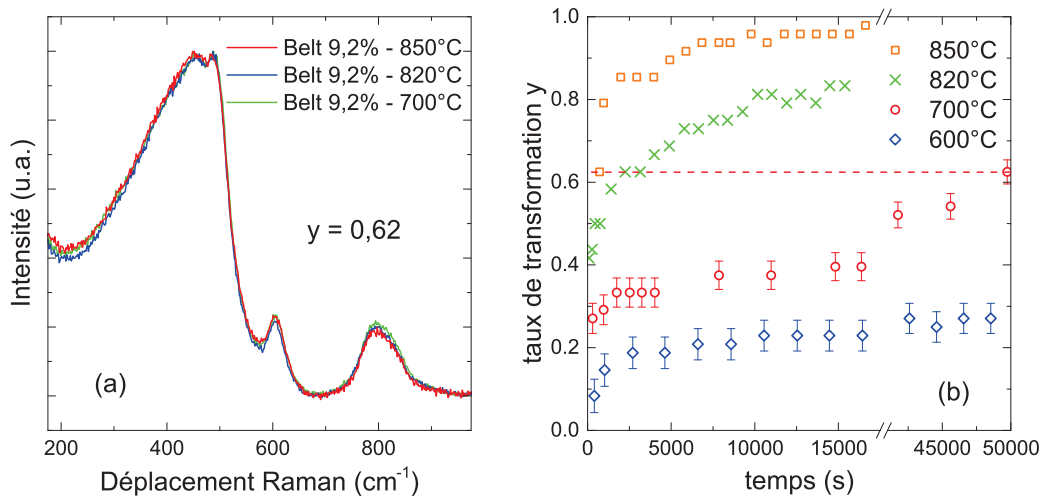 (a)
Belt 9,2% - 850°C
Belt 9,2% - 820°C
Belt 9,2% - 700°C
y = 0,62
Intensité (u.a.)
200
400
600
800
Déplacement Raman (cm-1)
(b)
850°C
820°C
700°C
600°C
taux de transformation y
1.0
0.8
0.6
0.4
0.2
0.0
0
5000
10000
15000
45000
50000
temps (s)